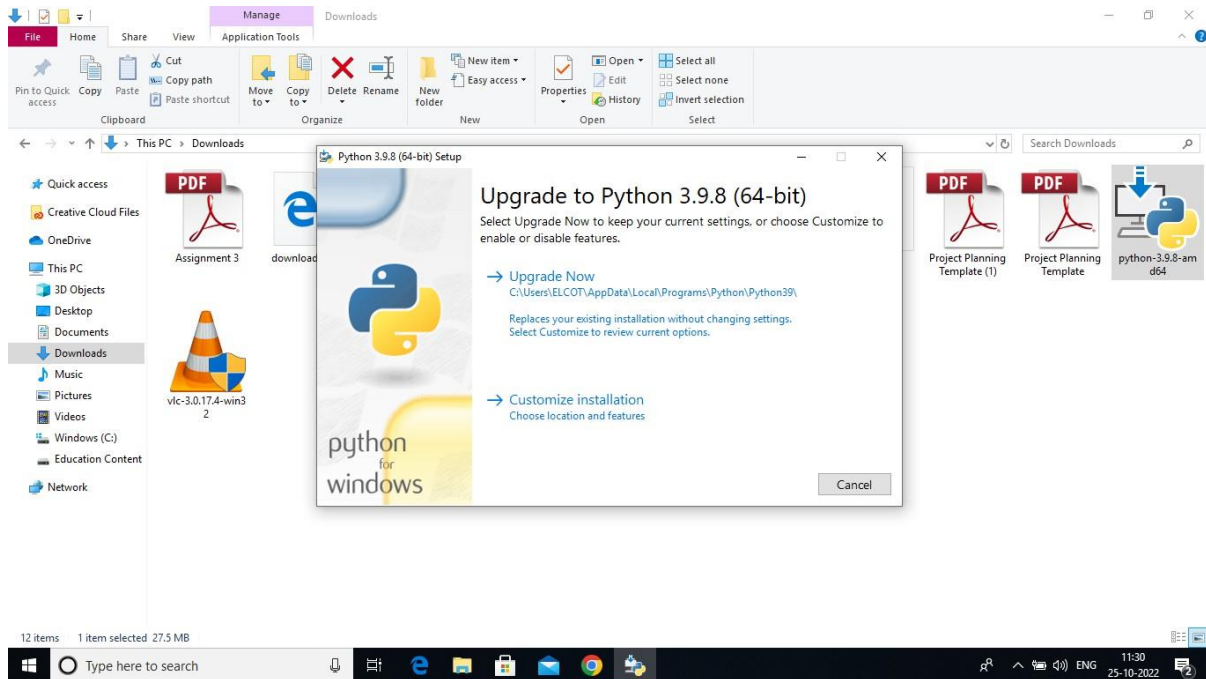 Manage
Downloads
File
Home
Share
View
Application Tools
Pin to Quick access
Copy
Paste
Cut
Copy path
Paste shortcut
Clipboard
Move to
Copy to
Delete
Rename
Organize
New folder
New item
Easy access
New
Properties
Open
Edit
History
Open
Select all
Select none
Invert selection
Select
This PC
Downloads
Search Downloads
Quick access
Creative Cloud Files
OneDrive
This PC
3D Objects
Desktop
Documents
Downloads
Music
Pictures
Videos
Windows (C:)
Education Content
Network
PDF
Assignment 3
download
vlc-3.0.17.4-win3
2
Python 3.9.8 (64-bit) Setup
Upgrade to Python 3.9.8 (64-bit)
Select Upgrade Now to keep your current settings, or choose Customize to
enable or disable features.
Upgrade Now
C:\Users\ELCOT\AppData\Local\Programs\Python\Python39\
Replaces your existing installation without changing settings.
Select Customize to review current options.
Customize installation
Choose location and features
python
for
windows
Cancel
PDF
Project Planning
Template (1)
PDF
Project Planning
Template
python-3.9.8-am
d64
12 items
1 item selected 27.5 MB
Type here to search
ENG
11:30
25-10-2022
2